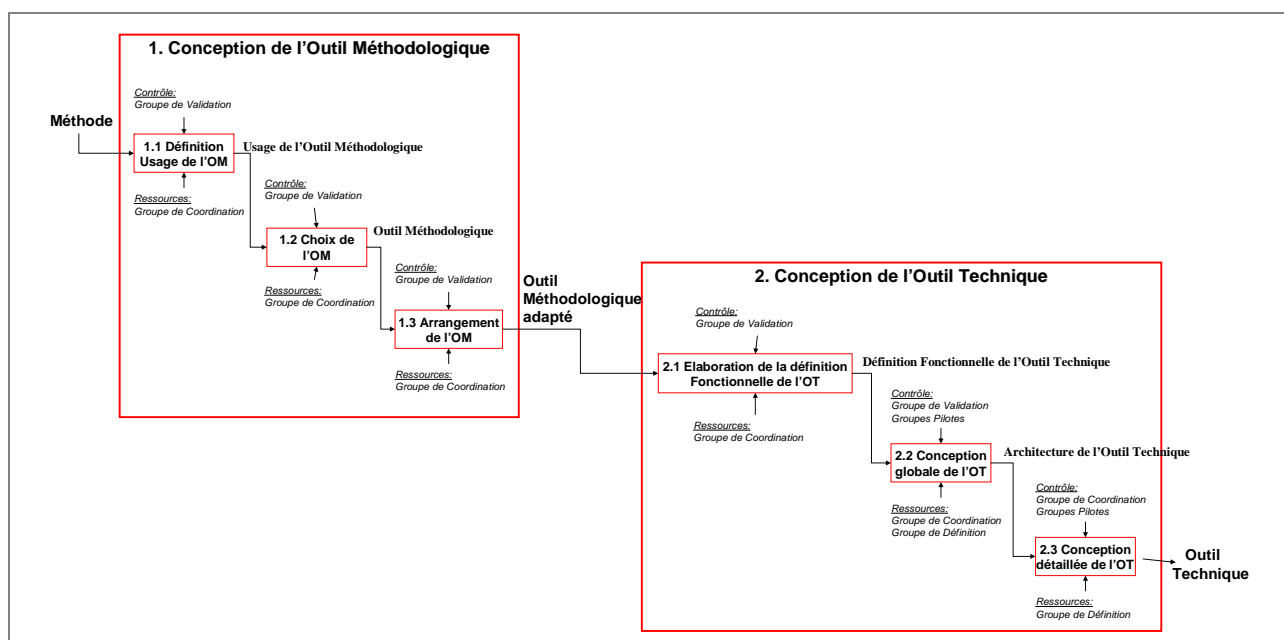 1. Conception de l'Outil Méthodologique
Contrôle:
Groupe de Validation
Méthode
1.1 Définition
Usage de l'OM
Usage de l'Outil Méthodologique
Ressources:
Groupe de Coordination
Contrôle:
Groupe de Validation
1.2 Choix de
l'OM
Outil Méthodologique
Ressources:
Groupe de Coordination
Contrôle:
Groupe de Validation
1.3 Arrangement
de l'OM
Ressources:
Groupe de Coordination
Outil
Méthodologique
adapté
2. Conception de l'Outil Technique
Contrôle:
Groupe de Validation
2.1 Elaboration de la définition
Fonctionnelle de l'OT
Définition Fonctionnelle de l'Outil Technique
Ressources:
Groupe de Coordination
Contrôle:
Groupe de Validation
Groupes Pilotes
2.2 Conception
globale de l'OT
Architecture de l'Outil Technique
Ressources:
Groupe de Coordination
Groupe de Définition
Contrôle:
Groupe de Coordination
Groupes Pilotes
2.3 Conception
détaillée de l'OT
Ressources:
Groupe de Définition
Outil
Technique